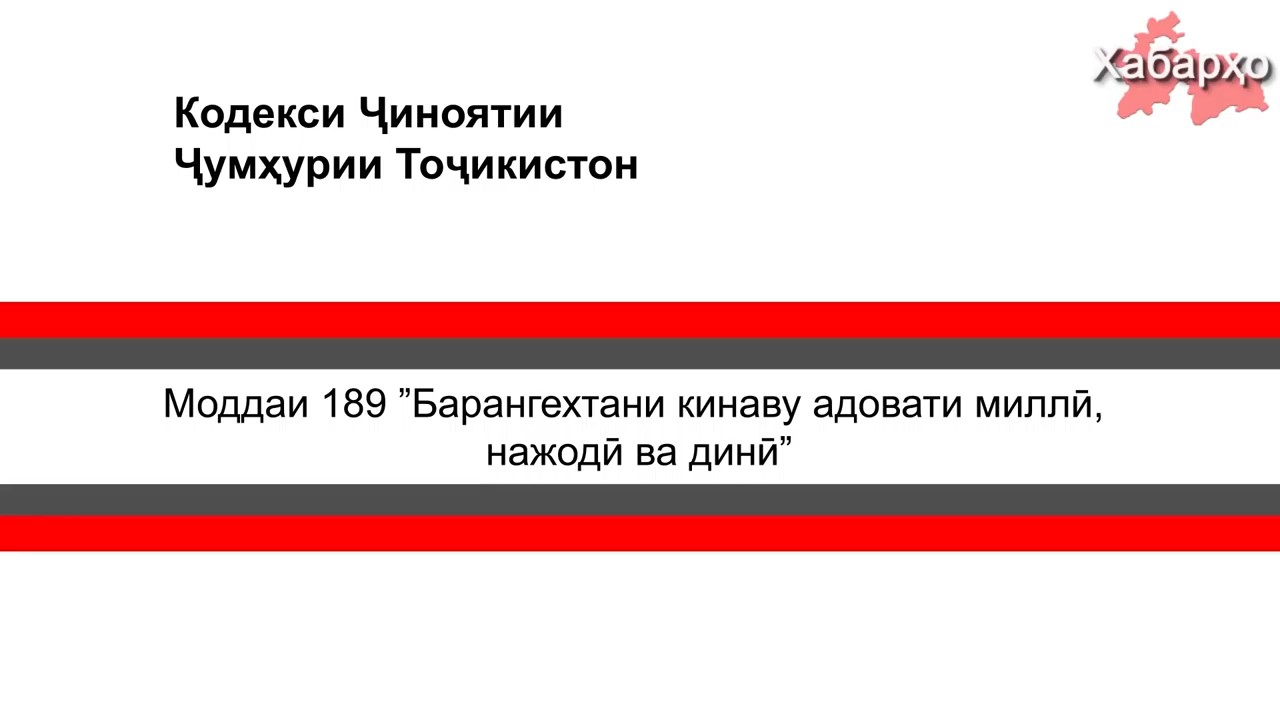 Хабарҳо
Кодекси Ҷиноятии
Ҷумҳурии Тоҷикистон
Моддаи 189 ”Барангехтани кинаву адовати миллӣ,
нажодӣ ва динӣ”